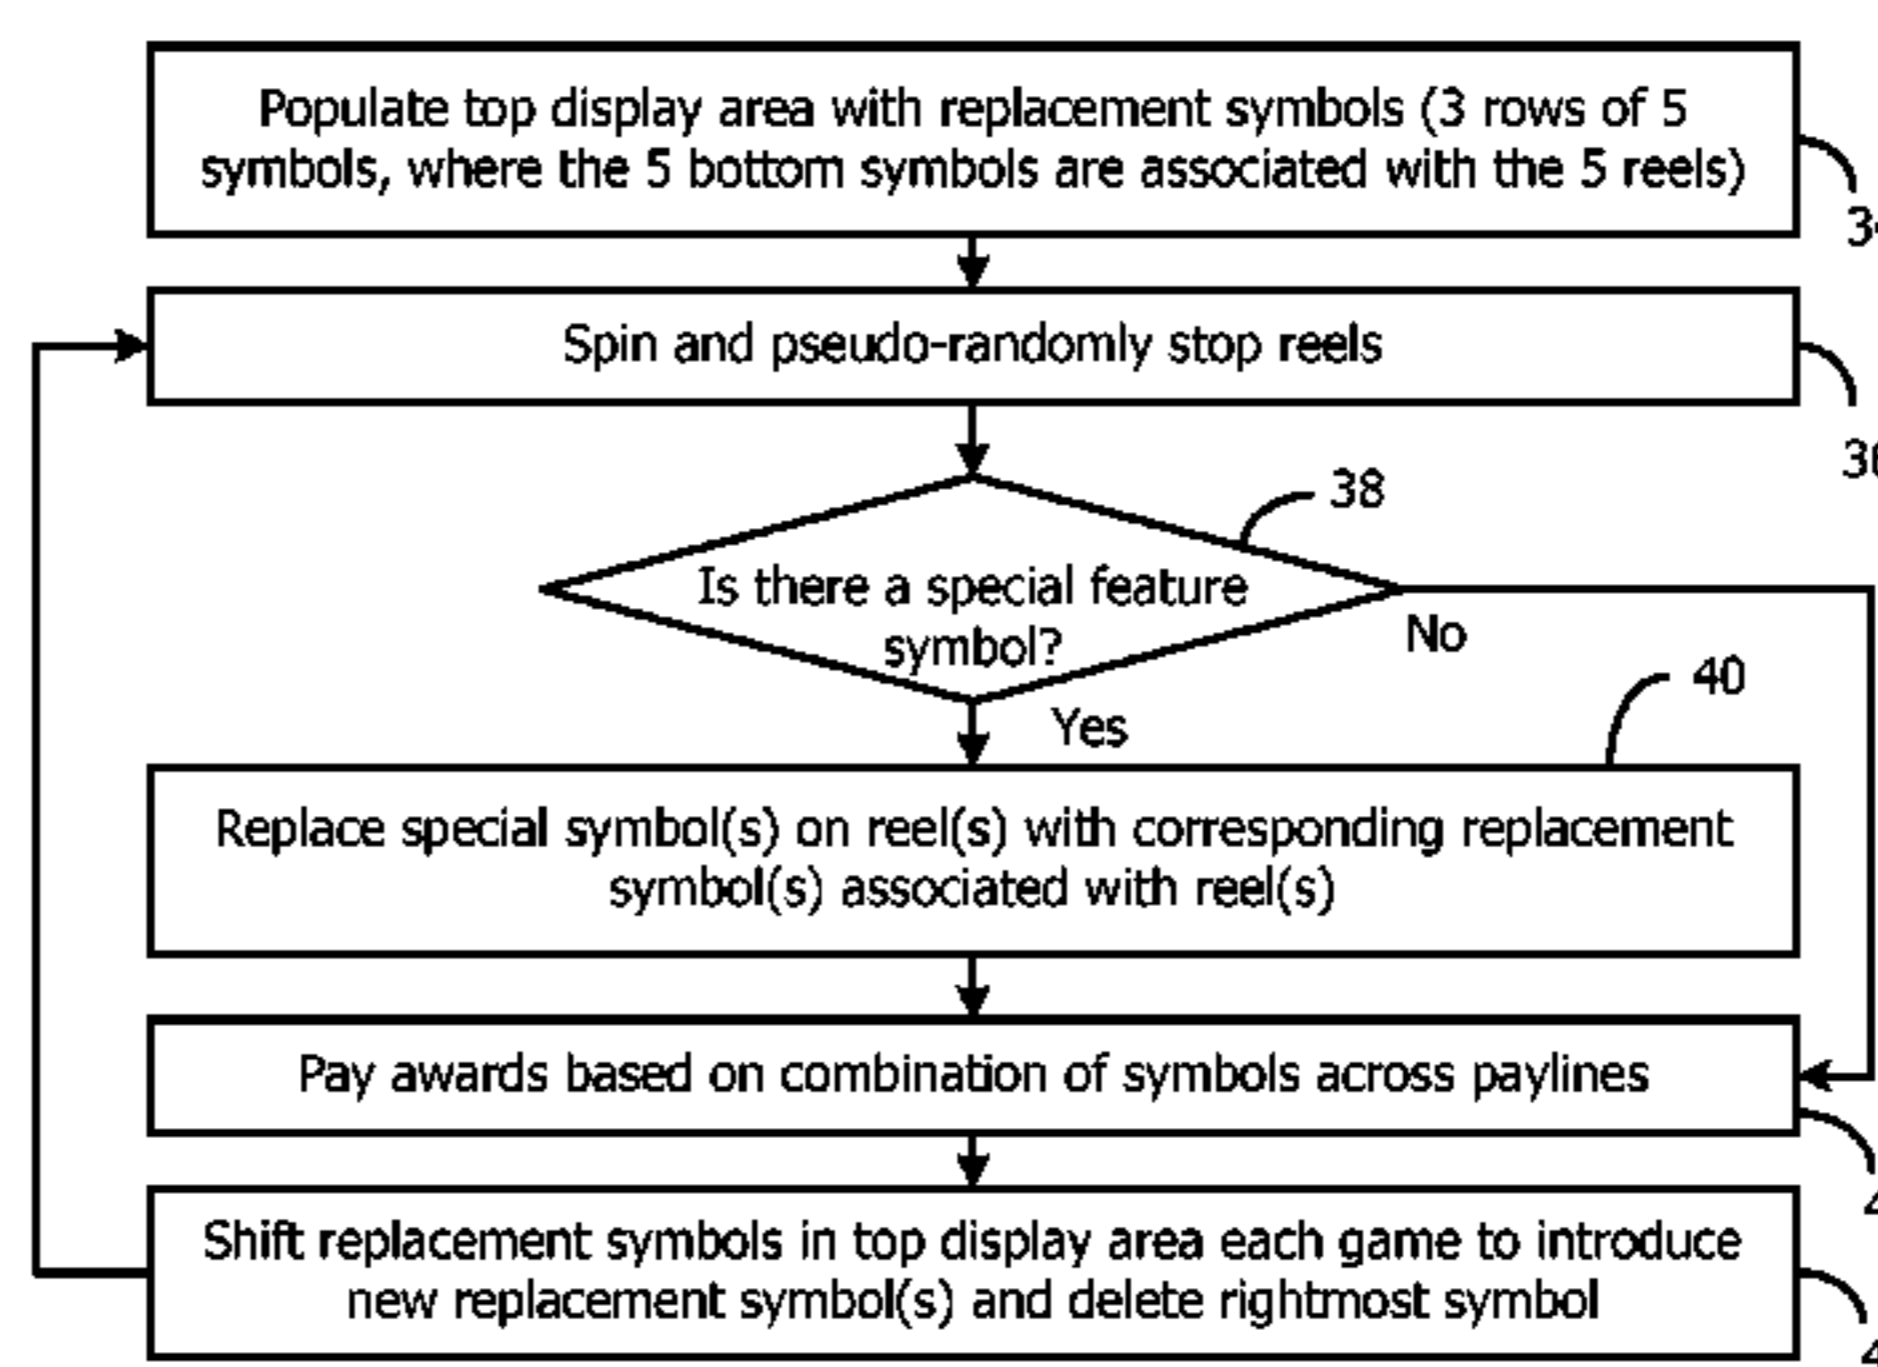 Populate top display area with replacement symbols (3 rows of 5
symbols, where the 5 bottom symbols are associated with the 5 reels)
Spin and pseudo-randomly stop reels
38
Is there a special feature
symbol?
No
40
Yes
Replace special symbol(s) on reel(s) with corresponding replacement
symbol(s) associated with reel(s)
Pay awards based on combination of symbols across paylines
Shift replacement symbols in top display area each game to introduce
new replacement symbol(s) and delete rightmost symbol